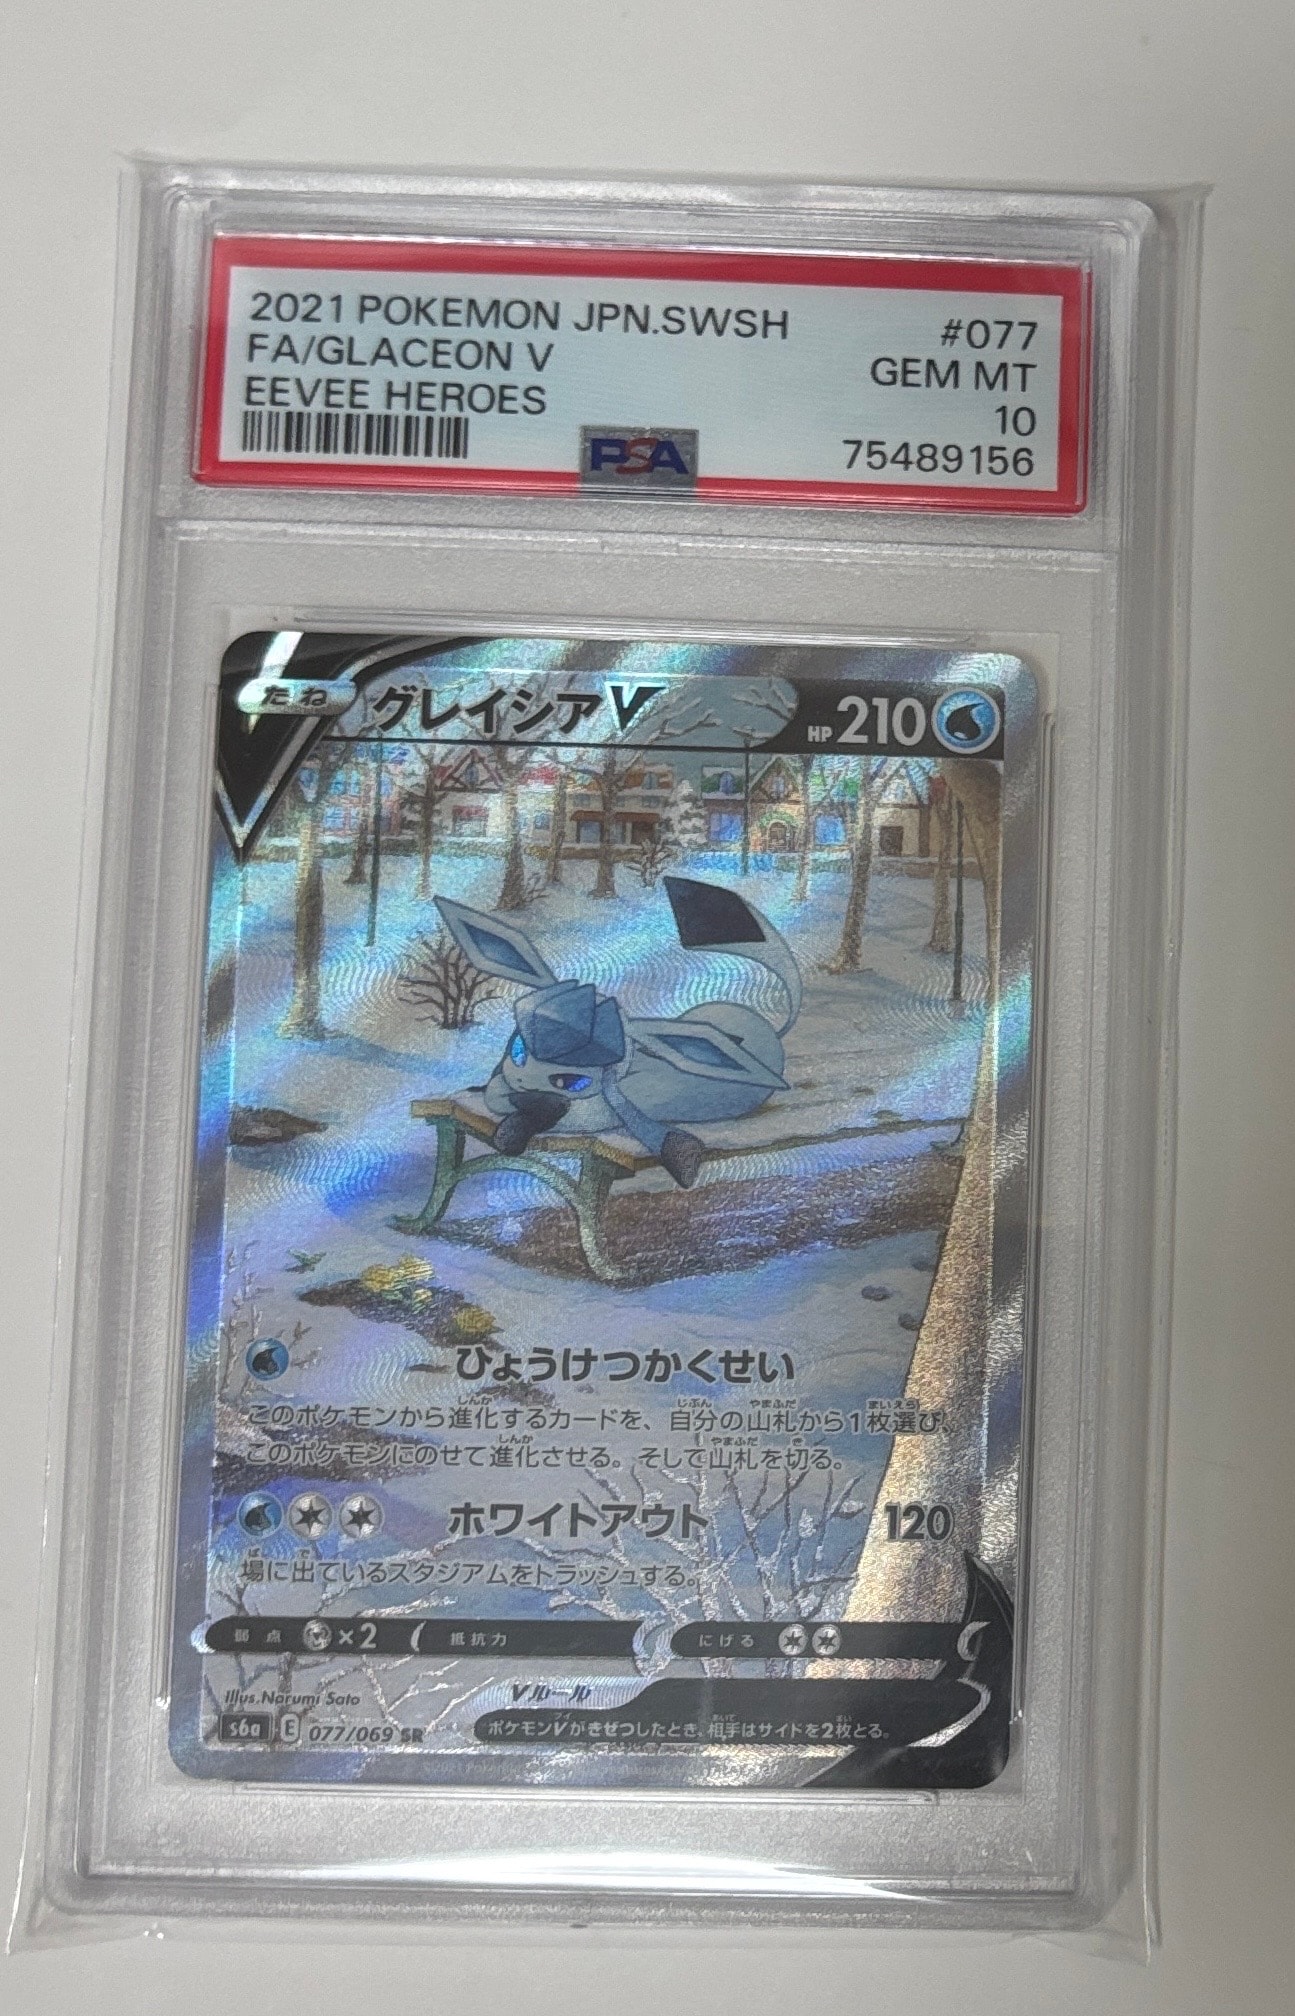 2021 POKEMON JPN.SWSH #077
FA/GLACEON V GEM MT
EEVEE HEROES 10
PSA 75489156
たね グレイシアV HP 210
ひょうけつかくせい
このポケモンから進化するカードを、自分の山札から1枚選び、
このポケモンにのせて進化させる。そして山札を切る。
ホワイトアウト 120
場に出ているスタジアムをトラッシュする。
弱点 ×2 抵抗力 にげる
Illus.Narumi Sato
Vルール
s6a E 077/069 SR
ポケモンVがきぜつしたとき、相手はサイドを2枚とる。
©2021